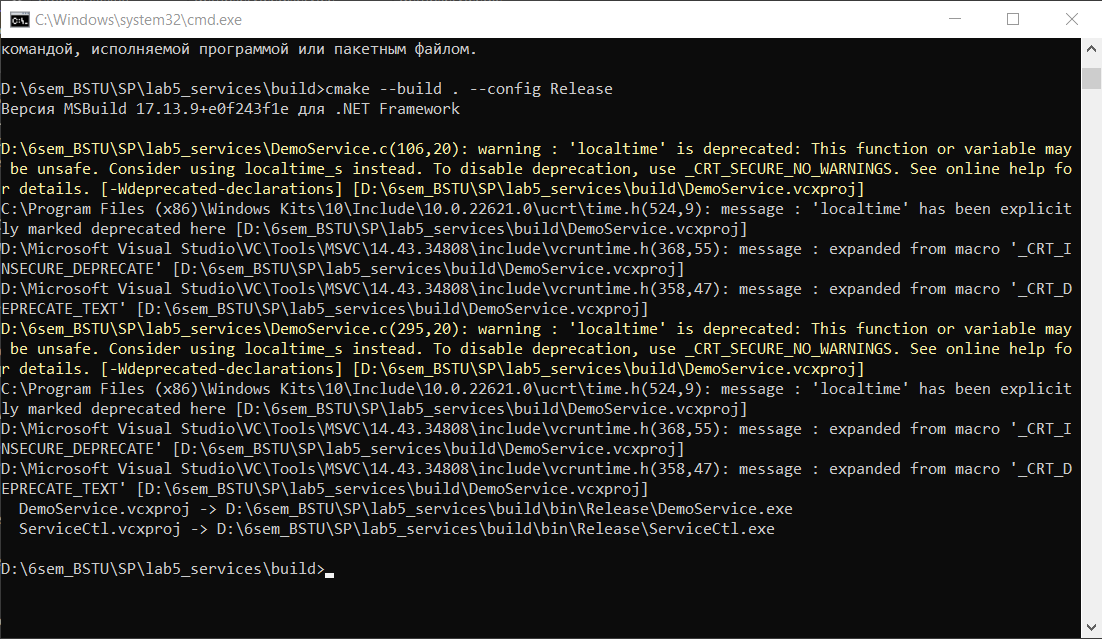 C:\Windows\system32\cmd.exe
командой, исполняемой программой или пакетным файлом.
D:\6sem_BSTU\SP\lab5_services\build>cmake --build . --config Release
Версия MSBuild 17.13.9+e0f243f1e для .NET Framework
D:\6sem_BSTU\SP\lab5_services\DemoService.c(106,20): warning : 'localtime' is deprecated: This function or variable may
 be unsafe. Consider using localtime_s instead. To disable deprecation, use _CRT_SECURE_NO_WARNINGS. See online help fo
r details. [-Wdeprecated-declarations] [D:\6sem_BSTU\SP\lab5_services\build\DemoService.vcxproj]
C:\Program Files (x86)\Windows Kits\10\Include\10.0.22621.0\ucrt\time.h(524,9): message : 'localtime' has been explicit
ly marked deprecated here [D:\6sem_BSTU\SP\lab5_services\build\DemoService.vcxproj]
D:\Microsoft Visual Studio\VC\Tools\MSVC\14.43.34808\include\vcruntime.h(368,55): message : expanded from macro '_CRT_I
NSECURE_DEPRECATE' [D:\6sem_BSTU\SP\lab5_services\build\DemoService.vcxproj]
D:\Microsoft Visual Studio\VC\Tools\MSVC\14.43.34808\include\vcruntime.h(358,47): message : expanded from macro '_CRT_D
EPRECATE_TEXT' [D:\6sem_BSTU\SP\lab5_services\build\DemoService.vcxproj]
D:\6sem_BSTU\SP\lab5_services\DemoService.c(295,20): warning : 'localtime' is deprecated: This function or variable may
 be unsafe. Consider using localtime_s instead. To disable deprecation, use _CRT_SECURE_NO_WARNINGS. See online help fo
r details. [-Wdeprecated-declarations] [D:\6sem_BSTU\SP\lab5_services\build\DemoService.vcxproj]
C:\Program Files (x86)\Windows Kits\10\Include\10.0.22621.0\ucrt\time.h(524,9): message : 'localtime' has been explicit
ly marked deprecated here [D:\6sem_BSTU\SP\lab5_services\build\DemoService.vcxproj]
D:\Microsoft Visual Studio\VC\Tools\MSVC\14.43.34808\include\vcruntime.h(368,55): message : expanded from macro '_CRT_I
NSECURE_DEPRECATE' [D:\6sem_BSTU\SP\lab5_services\build\DemoService.vcxproj]
D:\Microsoft Visual Studio\VC\Tools\MSVC\14.43.34808\include\vcruntime.h(358,47): message : expanded from macro '_CRT_D
EPRECATE_TEXT' [D:\6sem_BSTU\SP\lab5_services\build\DemoService.vcxproj]
  DemoService.vcxproj -> D:\6sem_BSTU\SP\lab5_services\build\bin\Release\DemoService.exe
  ServiceCtl.vcxproj -> D:\6sem_BSTU\SP\lab5_services\build\bin\Release\ServiceCtl.exe
D:\6sem_BSTU\SP\lab5_services\build>